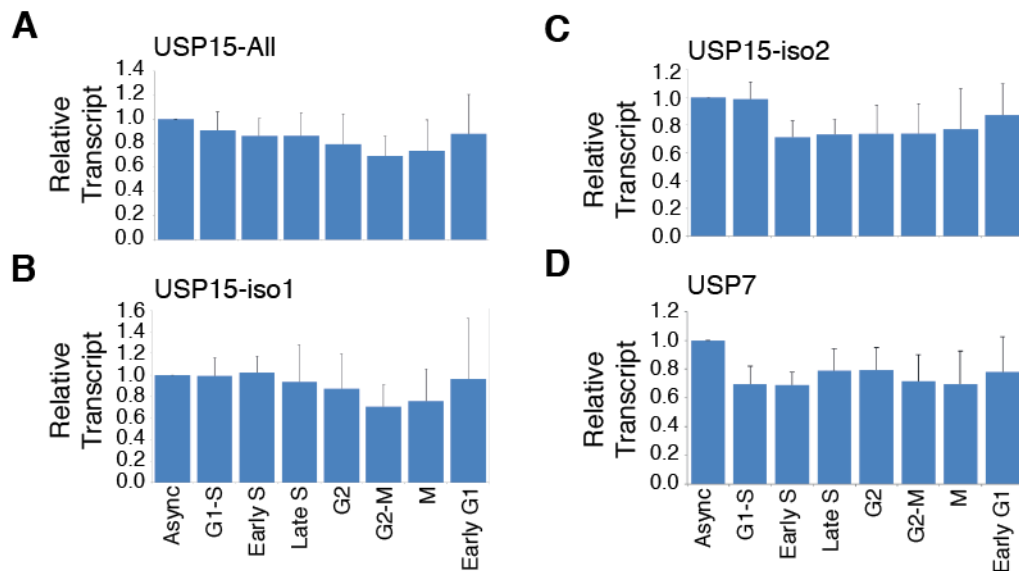 A
USP15-All
Relative
Transcript
1.4
1.2
1.0
0.8
0.6
0.4
0.2
0.0
B
USP15-iso1
Relative
Transcript
1.6
1.4
1.2
1.0
0.8
0.6
0.4
0.2
0.0
Async
G1-S
Early S
Late S
G2
G2-M
M
Early G1
C
USP15-iso2
Relative
Transcript
1.2
1.0
0.8
0.6
0.4
0.2
0.0
D
USP7
Relative
Transcript
1.2
1.0
0.8
0.6
0.4
0.2
0.0
Async
G1-S
Early S
Late S
G2
G2-M
M
Early G1